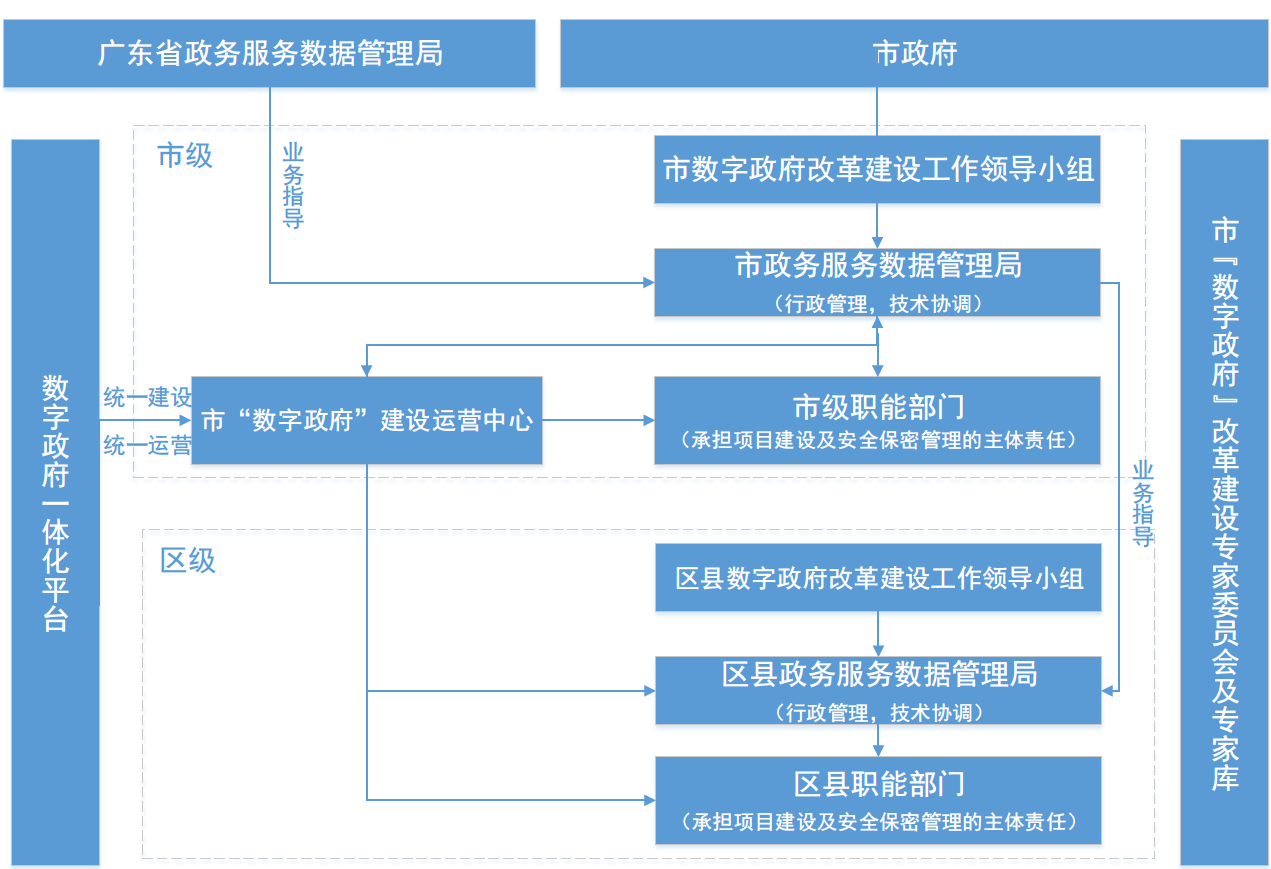 广东省政务服务数据管理局
市政府
市级
业务指导
市数字政府改革建设工作领导小组
市政务服务数据管理局
（行政管理，技术协调）
数字政府一体化平台
统一建设
统一运营
市“数字政府”建设运营中心
市级职能部门
（承担项目建设及安全保密管理的主体责任）
业务指导
区级
区县数字政府改革建设工作领导小组
区县政务服务数据管理局
（行政管理，技术协调）
区县职能部门
（承担项目建设及安全保密管理的主体责任）
市『数字政府』改革建设专家委员会及专家库